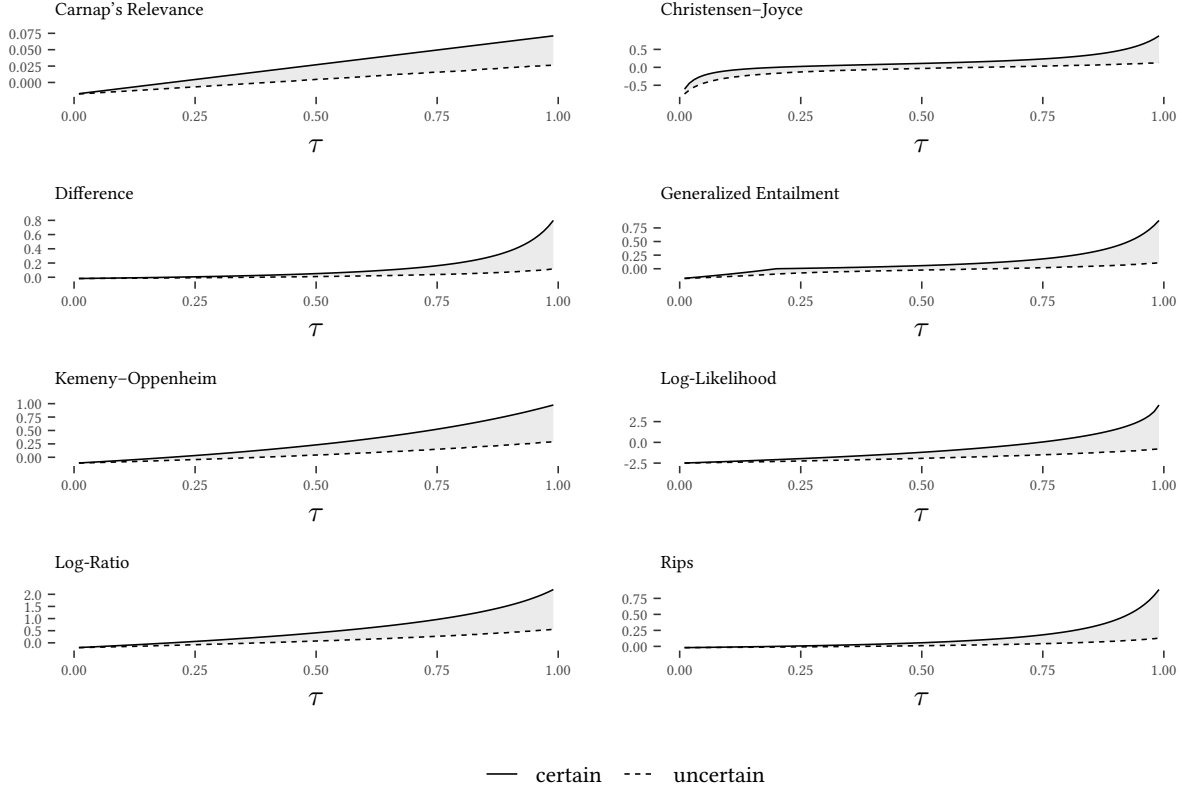 Carnap’s Relevance
0.075
0.050
0.025
0.000
0.00 0.25 0.50 0.75 1.00
τ
Christensen–Joyce
0.5
0.0
-0.5
0.00 0.25 0.50 0.75 1.00
τ
Difference
0.8
0.6
0.4
0.2
0.0
0.00 0.25 0.50 0.75 1.00
τ
Generalized Entailment
0.75
0.50
0.25
0.00
0.00 0.25 0.50 0.75 1.00
τ
Kemeny–Oppenheim
1.00
0.75
0.50
0.25
0.00
0.00 0.25 0.50 0.75 1.00
τ
Log-Likelihood
2.5
0.0
-2.5
0.00 0.25 0.50 0.75 1.00
τ
Log-Ratio
2.0
1.5
1.0
0.5
0.0
0.00 0.25 0.50 0.75 1.00
τ
Rips
0.75
0.50
0.25
0.00
0.00 0.25 0.50 0.75 1.00
τ
certain uncertain